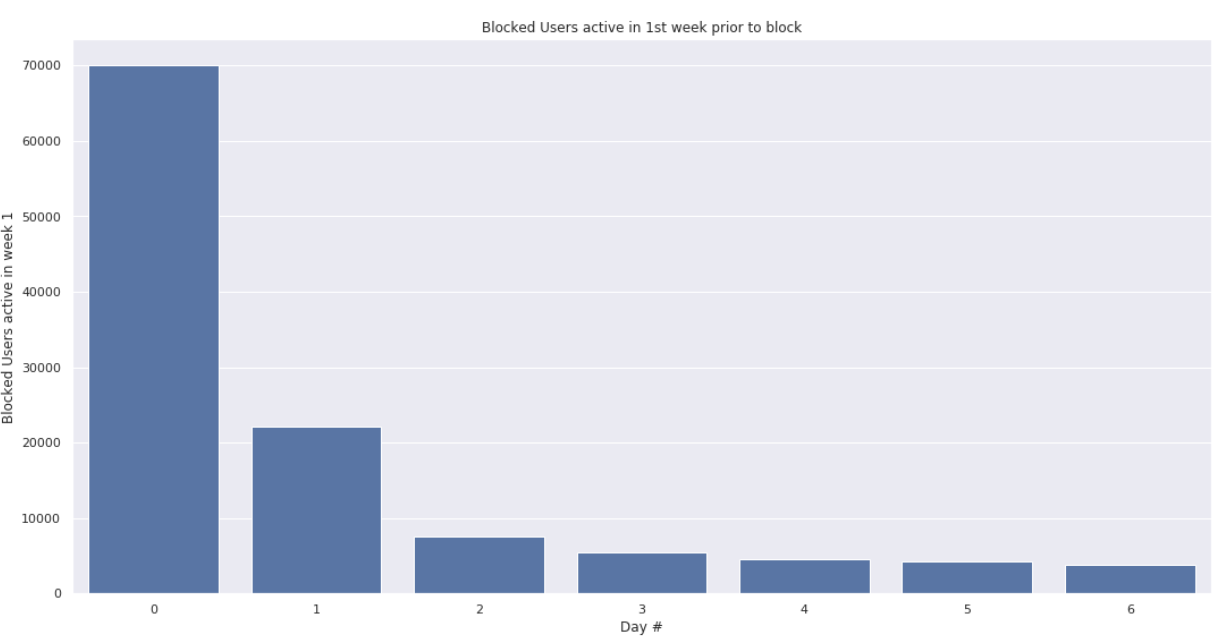 Blocked Users active in 1st week prior to block
Blocked Users active in week 1
70000
60000
50000
40000
30000
20000
10000
0
0 1 2 3 4 5 6
Day #